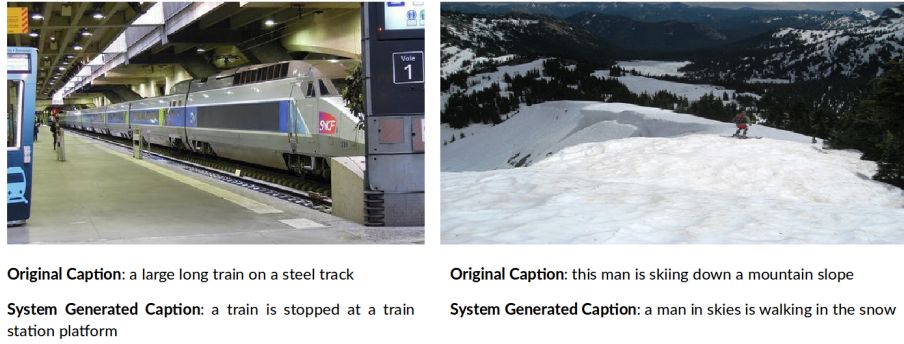 Voie
1
SNCF
Original Caption: a large long train on a steel track
System Generated Caption: a train is stopped at a train
station platform
Original Caption: this man is skiing down a mountain slope
System Generated Caption: a man in skies is walking in the snow